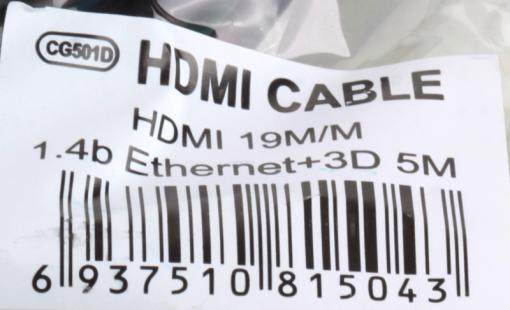 CG501D
HDMI CABLE
HDMI 19M/M
1.4b Ethernet+3D 5M
6 937510 815043